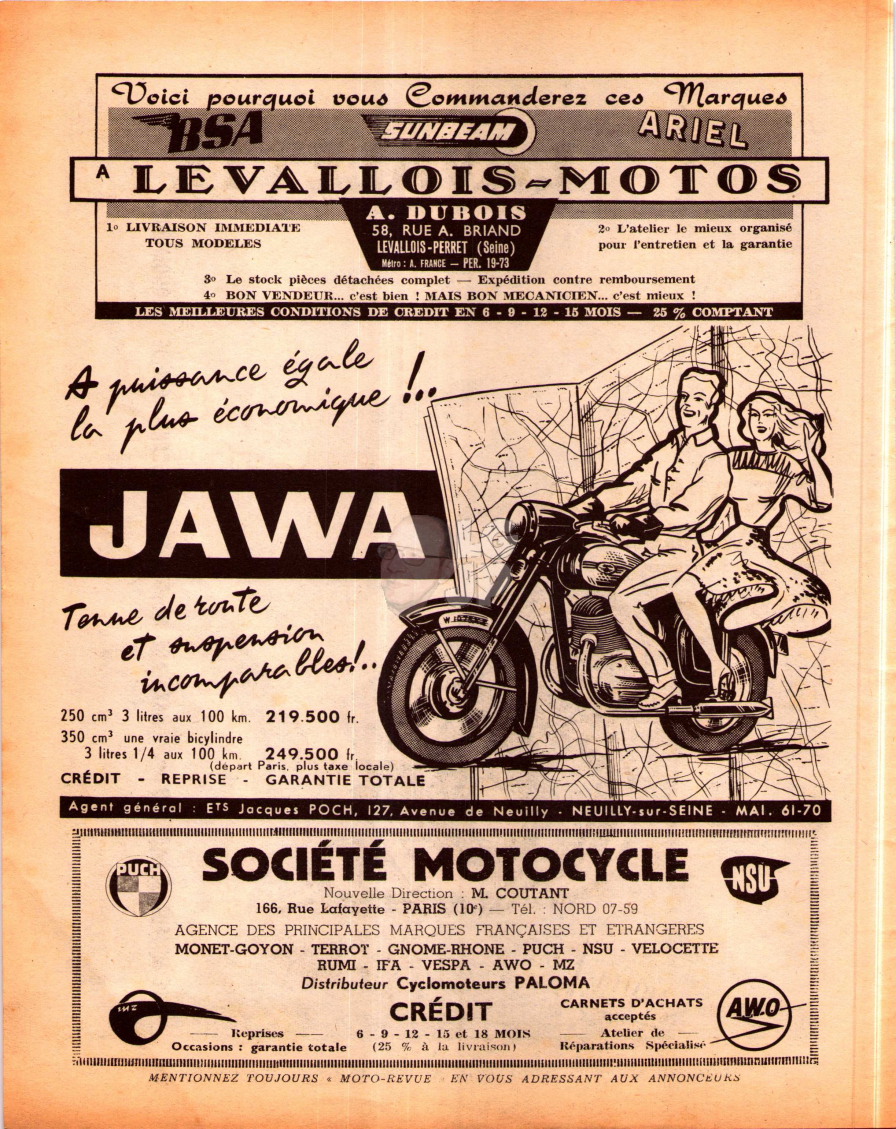 Voici pourquoi vous Commanderez ces Marques
BSA SUNBEAM ARIEL
A LEVALLOIS-MOTOS
A. DUBOIS
58, RUE A. BRIAND
LEVALLOIS-PERRET (Seine)
Métro : A. FRANCE — PER. 19-73
1o LIVRAISON IMMEDIATE
TOUS MODELES
2o L'atelier le mieux organisé
pour l'entretien et la garantie
3o Le stock pièces détachées complet — Expédition contre remboursement
4o BON VENDEUR... c'est bien ! MAIS BON MECANICIEN... c'est mieux !
LES MEILLEURES CONDITIONS DE CREDIT EN 6 - 9 - 12 - 15 MOIS — 25 % COMPTANT
A puissance égale
la plus économique !...
JAWA
Tenue de route
et suspension
incomparables!..
250 cm³ 3 litres aux 100 km. 219.500 fr.
350 cm³ une vraie bicylindre
3 litres 1/4 aux 100 km. 249.500 fr.
(départ Paris, plus taxe locale)
CRÉDIT - REPRISE - GARANTIE TOTALE
Agent général : ETS Jacques POCH, 127, Avenue de Neuilly - NEUILLY-sur-SEINE - MAI. 61-70
PUCH
SOCIÉTÉ MOTOCYCLE
NSU
Nouvelle Direction : M. COUTANT
166, Rue Lafayette - PARIS (10e) — Tél. : NORD 07-59
AGENCE DES PRINCIPALES MARQUES FRANÇAISES ET ETRANGERES
MONET-GOYON - TERROT - GNOME-RHONE - PUCH - NSU - VELOCETTE
RUMI - IFA - VESPA - AWO - MZ
Distributeur Cyclomoteurs PALOMA
CRÉDIT
6 - 9 - 12 - 15 et 18 MOIS
(25 % à la livraison)
Reprises
Occasions : garantie totale
CARNETS D'ACHATS
acceptés
Atelier de
Réparations Spécialisé
AWO
MENTIONNEZ TOUJOURS « MOTO-REVUE » EN VOUS ADRESSANT AUX ANNONCEURS